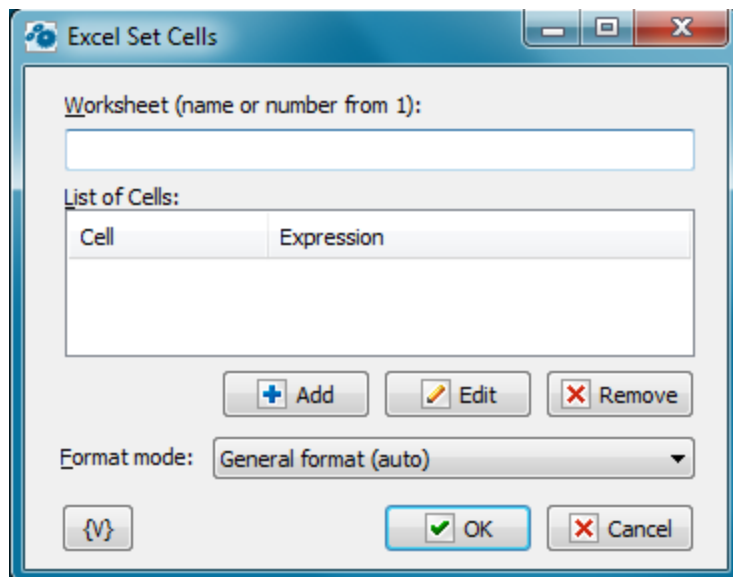 Excel Set Cells
Worksheet (name or number from 1):
List of Cells:
Cell Expression
Add Edit Remove
Format mode: General format (auto)
{V} OK Cancel